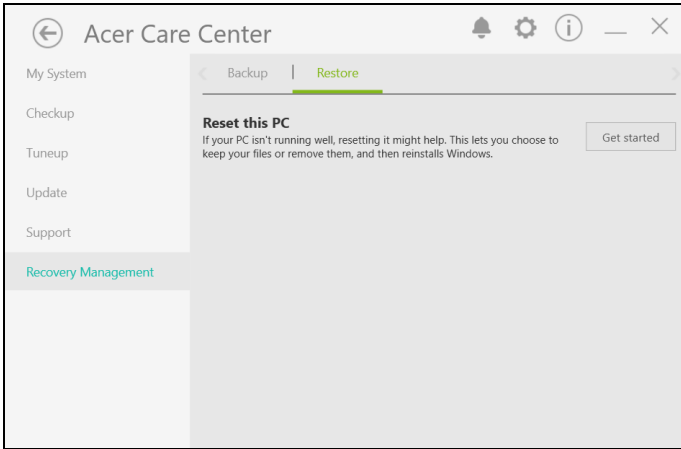 Acer Care Center
My System
Checkup
Tuneup
Update
Support
Recovery Management
Backup | Restore
Reset this PC
If your PC isn't running well, resetting it might help. This lets you choose to
keep your files or remove them, and then reinstalls Windows.
Get started